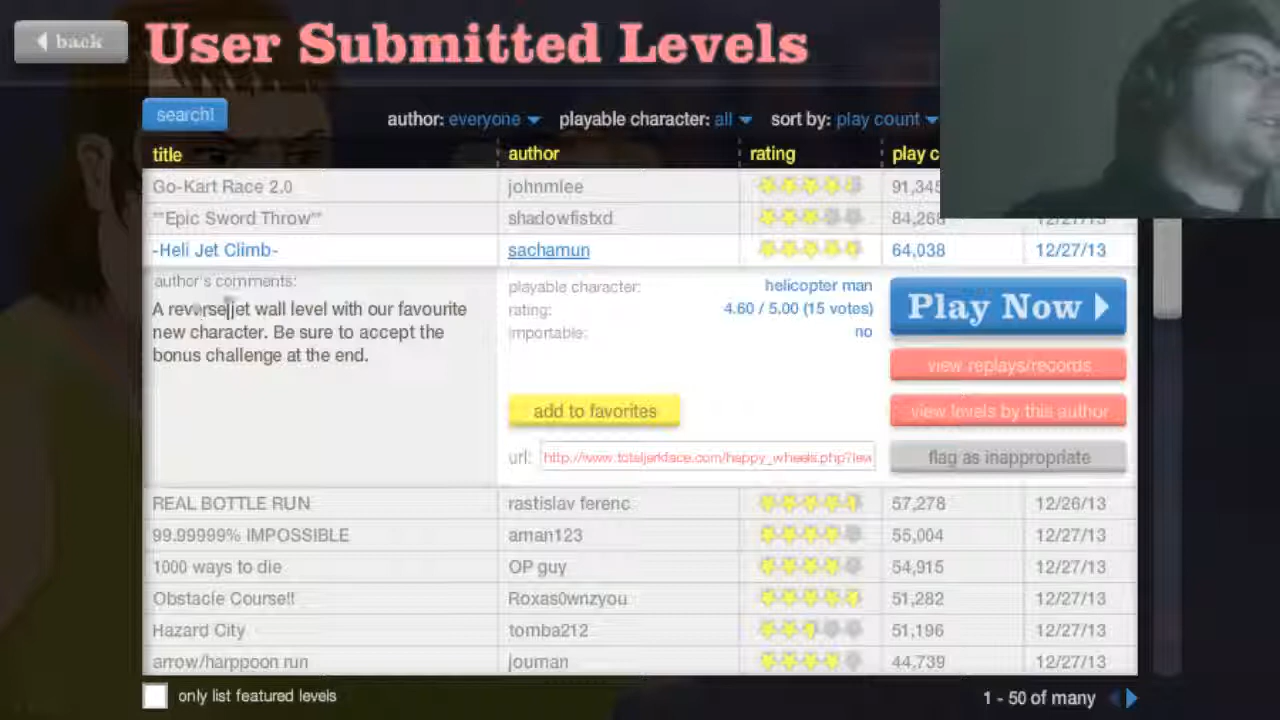 back
User Submitted Levels
search!
author: everyone playable character: all sort by: play count
title author rating play c
Go-Kart Race 2.0 johnmlee 91,345
**Epic Sword Throw** shadowfistxd 84,268 12/27/13
-Heli Jet Climb- sachamun 64,038 12/27/13
author's comments:
A reverse jet wall level with our favourite
new character. Be sure to accept the
bonus challenge at the end.
playable character: helicopter man
rating: 4.60 / 5.00 (15 votes)
importable: no
add to favorites
url: http://www.totaljerkface.com/happy_wheels.php?lev
Play Now
view replays/records
view levels by this author
flag as inappropriate
REAL BOTTLE RUN rastislav ferenc 57,278 12/26/13
99.99999% IMPOSSIBLE aman123 55,004 12/27/13
1000 ways to die OP guy 54,915 12/27/13
Obstacle Course!! Roxas0wnzyou 51,282 12/27/13
Hazard City tomba212 51,196 12/27/13
arrow/harppoon run jouman 44,739 12/27/13
only list featured levels
1 - 50 of many